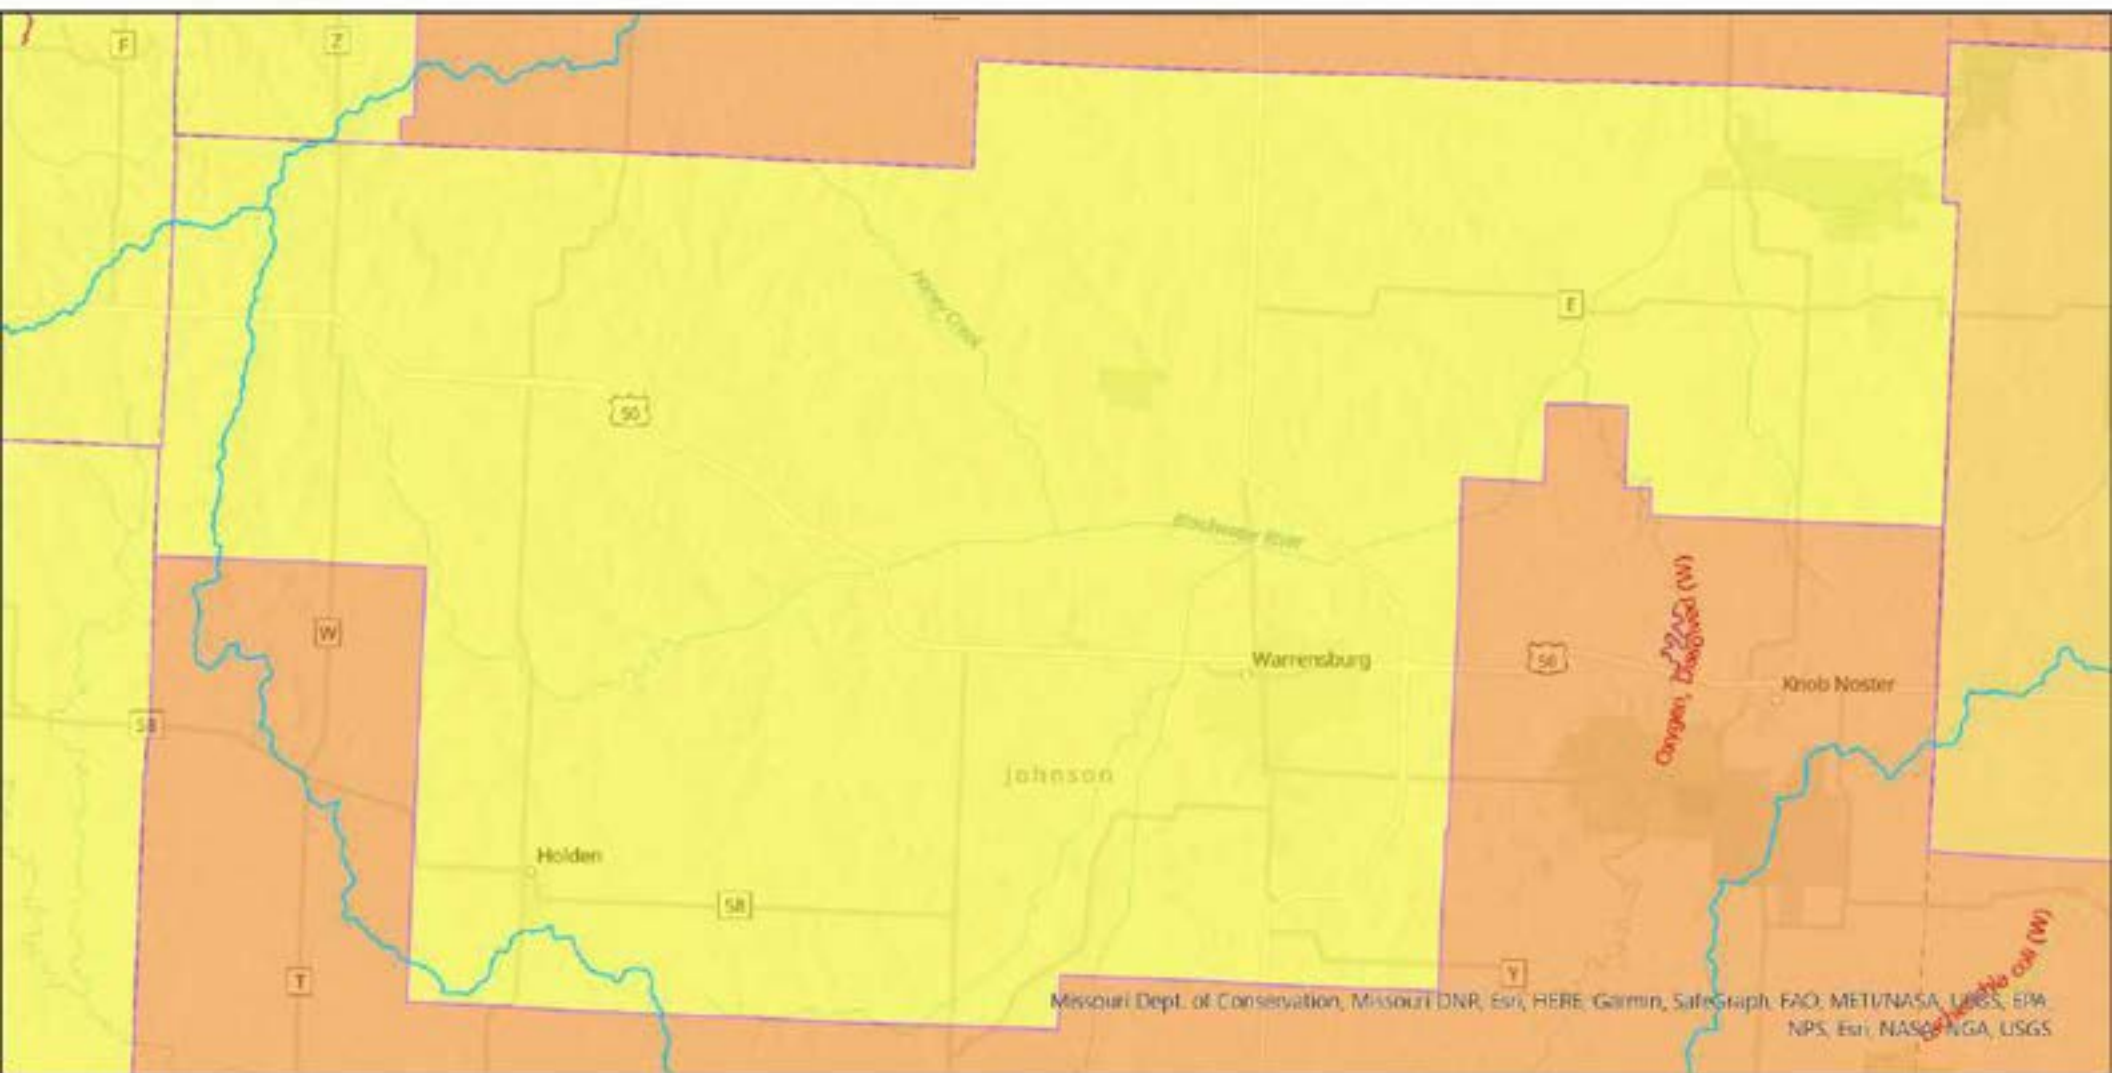 F
Z
Honey Creek
E
50
Blackwater River
W
Warrensburg
50
Oxygen, Dissolved (W)
Knob Noster
58
Johnson
Holden
58
T
Y
Escherichia coli (W)
Missouri Dept. of Conservation, Missouri DNR, Esri, HERE, Garmin, SafeGraph, FAO, METI/NASA, USGS, EPA,
NPS, Esri, NASA, NGA, USGS